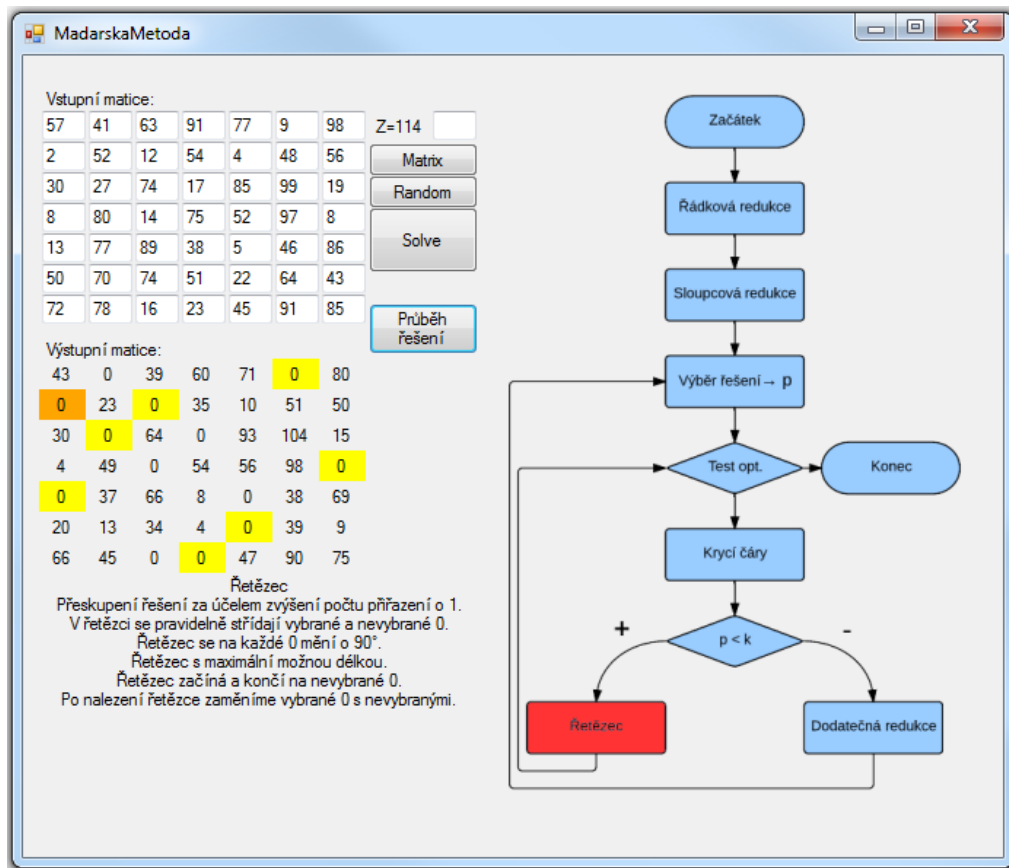 MadarskaMetoda
Vstupní matice:
57 41 63 91 77 9 98
Z=114
2 52 12 54 4 48 56
Matrix
30 27 74 17 85 99 19
Random
8 80 14 75 52 97 8
Solve
13 77 89 38 5 46 86
50 70 74 51 22 64 43
72 78 16 23 45 91 85
Průběh
řešení
Výstupní matice:
43 0 39 60 71 0 80
0 23 0 35 10 51 50
30 0 64 0 93 104 15
4 49 0 54 56 98 0
0 37 66 8 0 38 69
20 13 34 4 0 39 9
66 45 0 0 47 90 75
Řetězec
Přeskupení řešení za účelem zvýšení počtu přiřazení o 1.
V řetězci se pravidelně střídají vybrané a nevybrané 0.
Řetězec se na každé 0 mění o 90°.
Řetězec s maximální možnou délkou.
Řetězec začíná a končí na nevybrané 0.
Po nalezení řetězce zaměníme vybrané 0 s nevybranými.
Začátek
Řádková redukce
Sloupcová redukce
Výběr řešení→ p
Test opt.
Konec
Krycí čáry
p < k
+
-
Řetězec
Dodatečná redukce